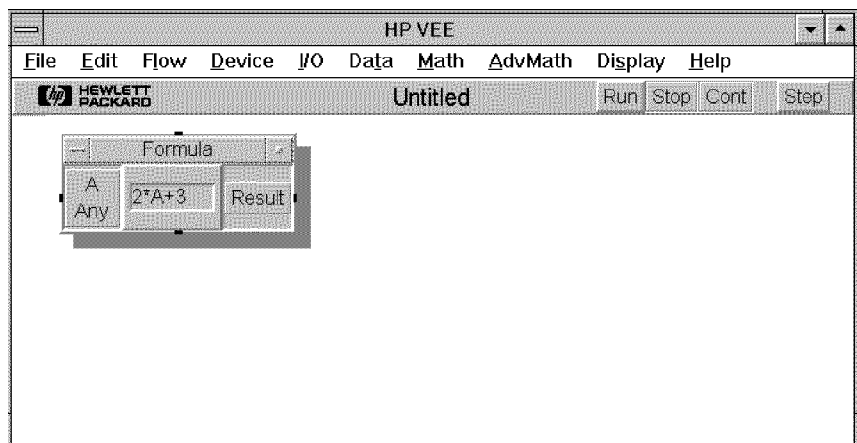 HP VEE
File Edit Flow Device I/O Data Math AdvMath Display Help
hp HEWLETT PACKARD Untitled Run Stop Cont Step
Formula
A
Any
2*A+3
Result